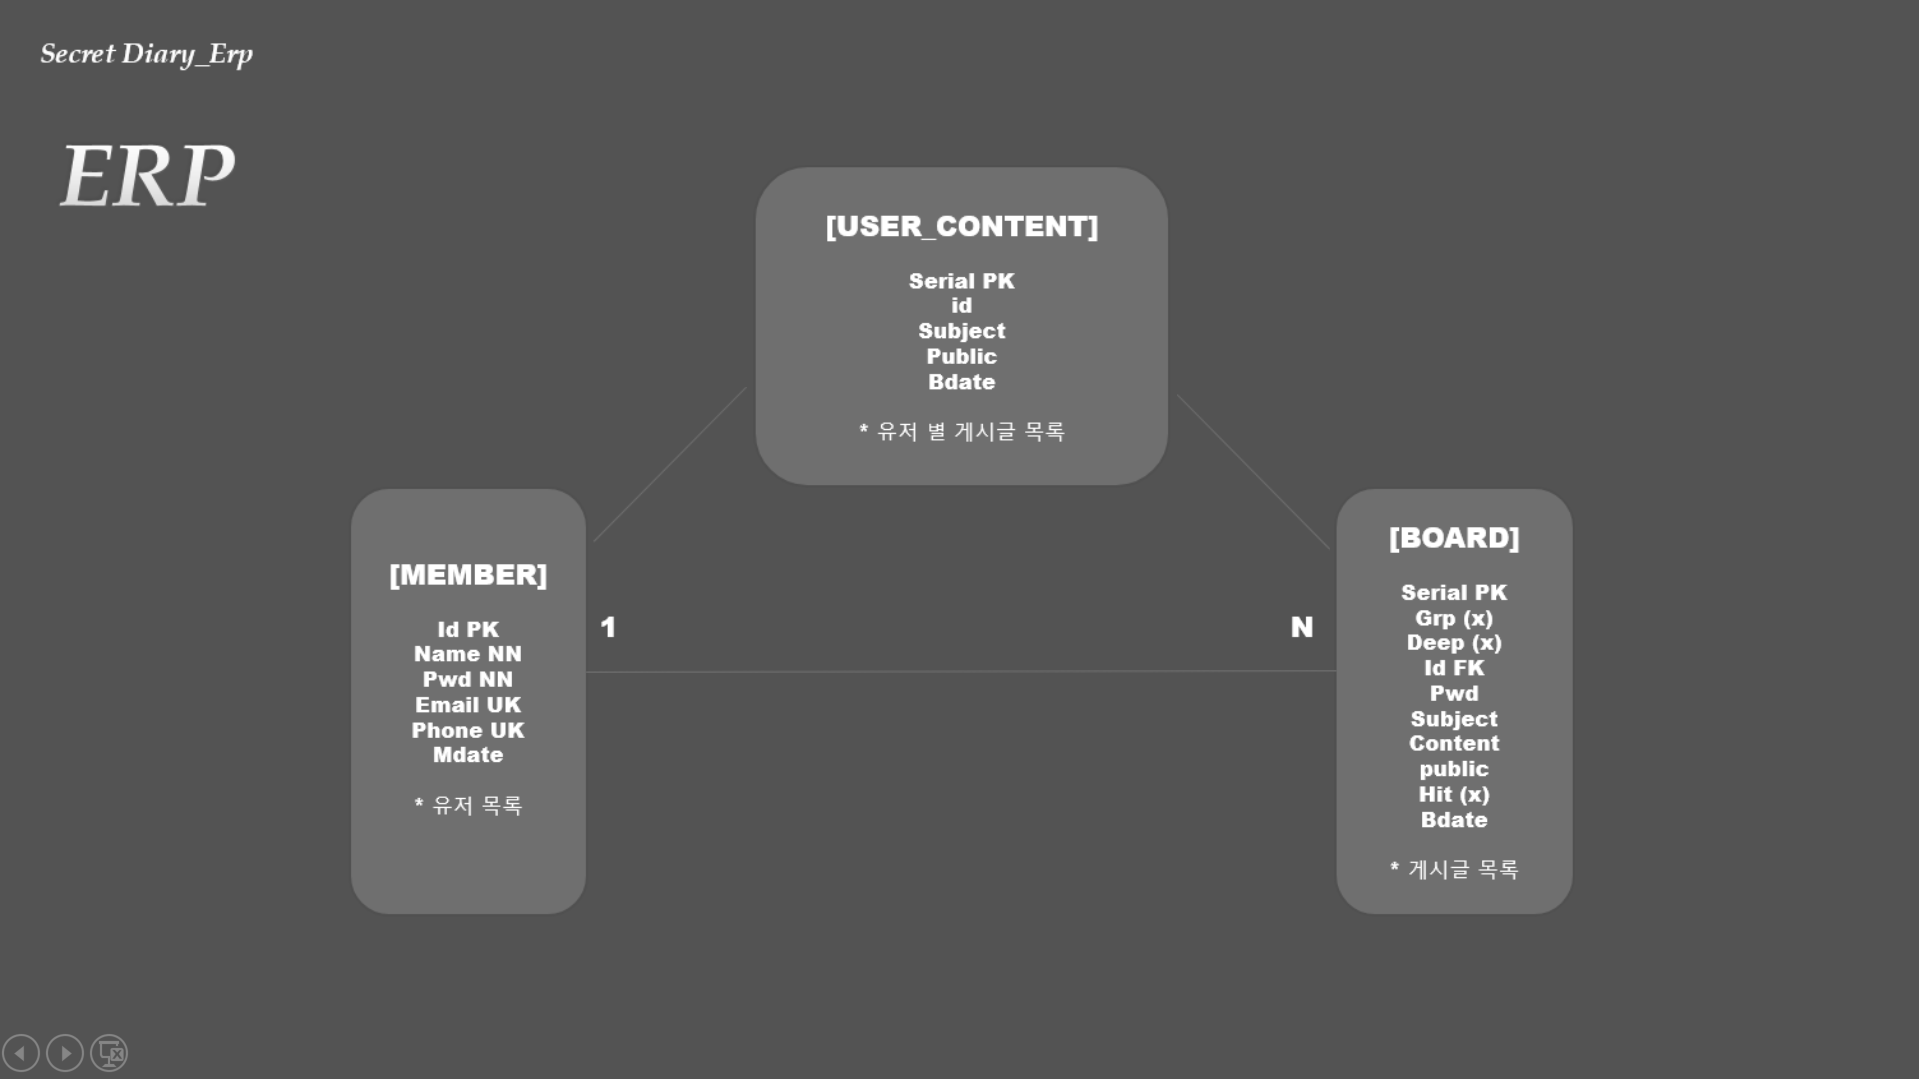 Secret Diary_Erp
ERP
[USER_CONTENT]
Serial PK
id
Subject
Public
Bdate
* 유저 별 게시글 목록
[MEMBER]
Id PK
Name NN
Pwd NN
Email UK
Phone UK
Mdate
* 유저 목록
1
N
[BOARD]
Serial PK
Grp (x)
Deep (x)
Id FK
Pwd
Subject
Content
public
Hit (x)
Bdate
* 게시글 목록